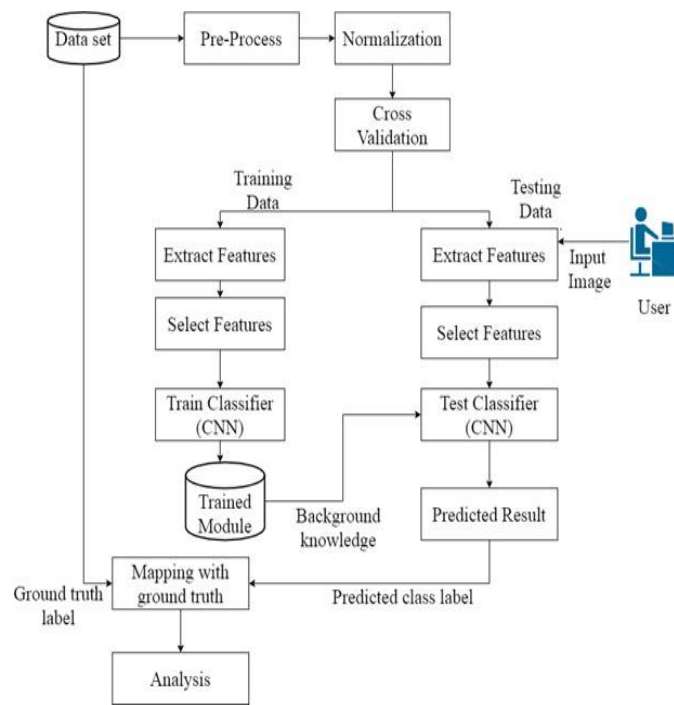 Data set
Pre-Process
Normalization
Cross
Validation
Training
Data
Testing
Data
Extract Features
Extract Features
Input
Image
User
Select Features
Select Features
Train Classifier
(CNN)
Test Classifier
(CNN)
Trained
Module
Background
knowledge
Predicted Result
Ground truth
label
Mapping with
ground truth
Predicted class label
Analysis